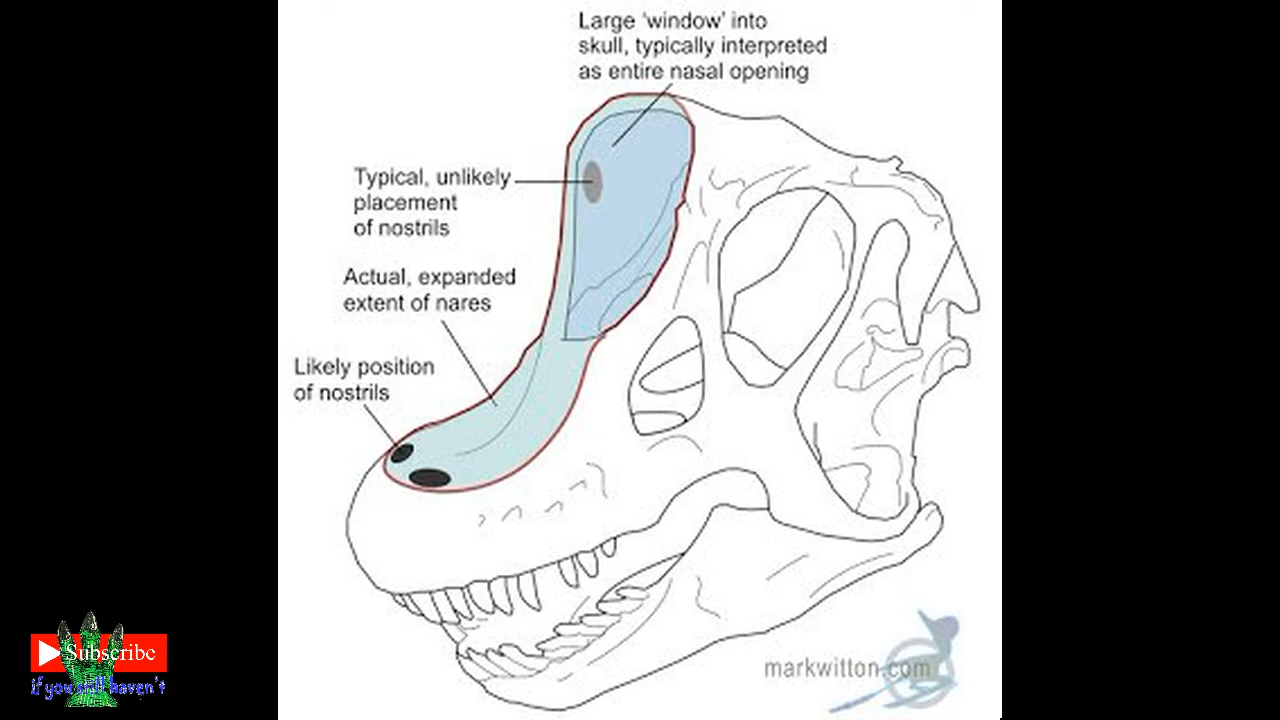 Large ‘window’ into
skull, typically interpreted
as entire nasal opening
Typical, unlikely
placement
of nostrils
Actual, expanded
extent of nares
Likely position
of nostrils
markwitton.com
Subscribe
if you still haven't